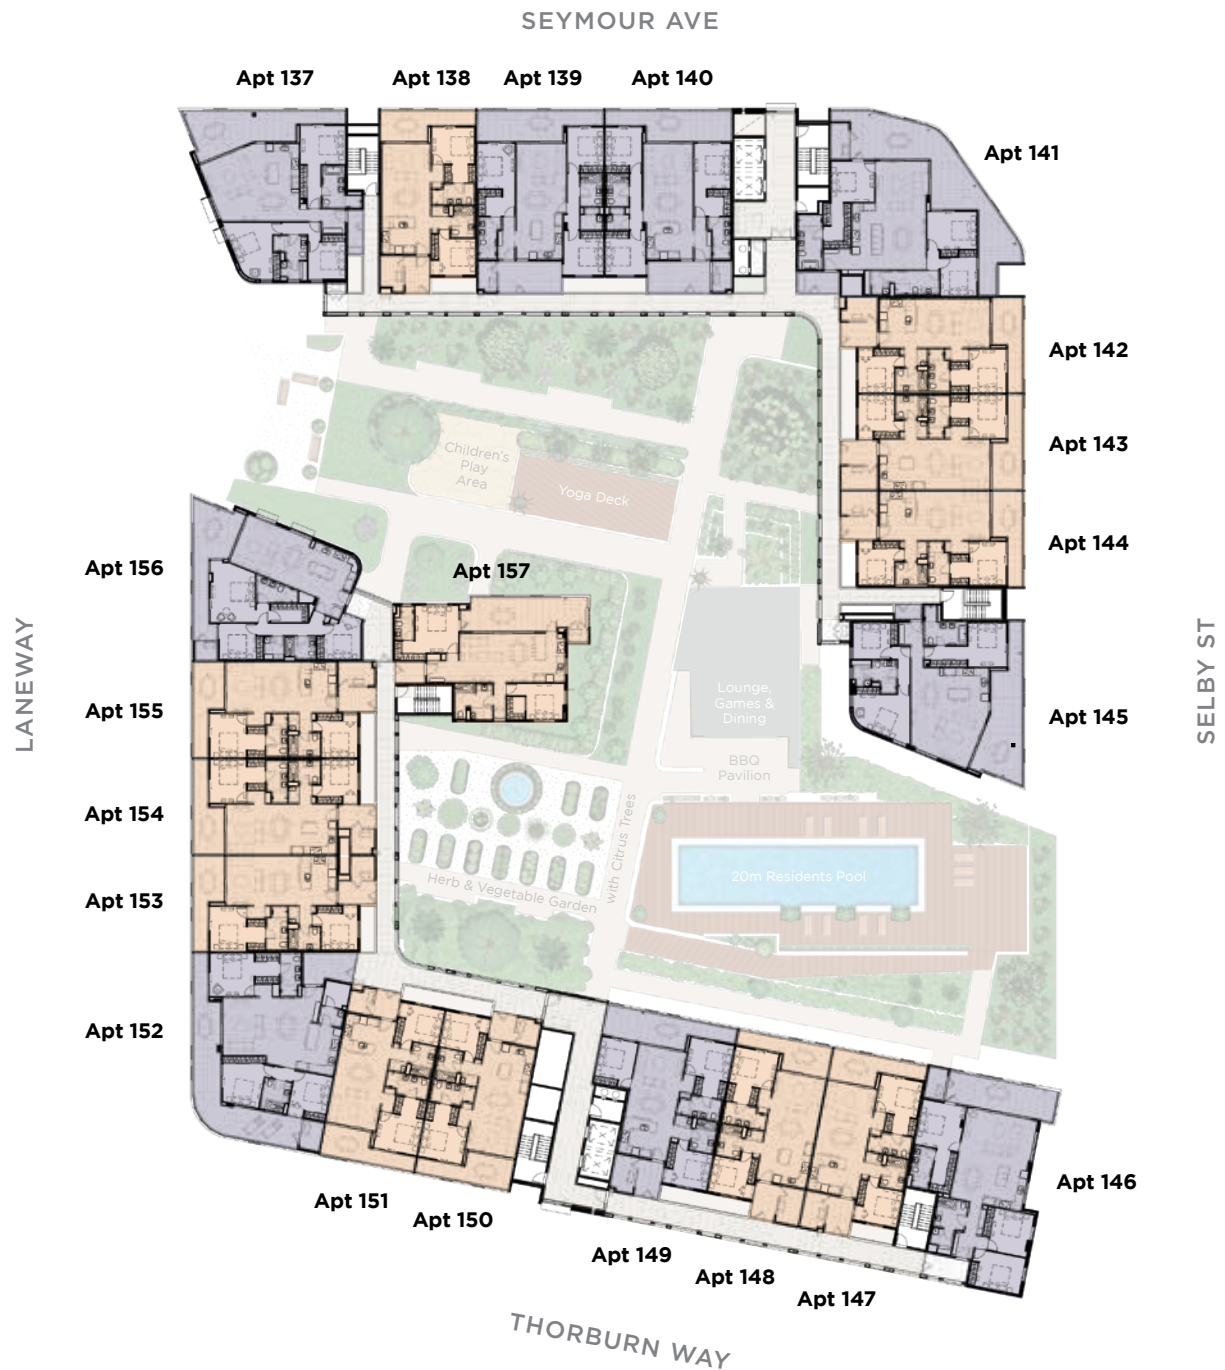 SEYMOUR AVE
Apt 137
Apt 138
Apt 139
Apt 140
Apt 141
Apt 142
Apt 143
Apt 144
Children's
Play
Area
Yoga Deck
Apt 156
Apt 157
LANEWAY
SELBY ST
Apt 155
Lounge,
Games &
Dining
Apt 145
BBQ
Pavilion
Apt 154
with Citrus Trees
20m Residents Pool
Herb & Vegetable Garden
Apt 153
Apt 152
Apt 151
Apt 150
Apt 149
Apt 148
Apt 147
Apt 146
THORBURN WAY